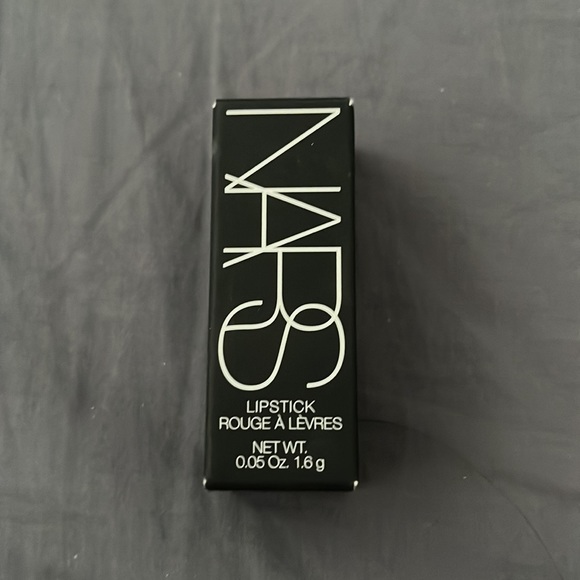 NARS
LIPSTICK
ROUGE À LÈVRES
NET WT.
0.05 Oz. 1.6 g